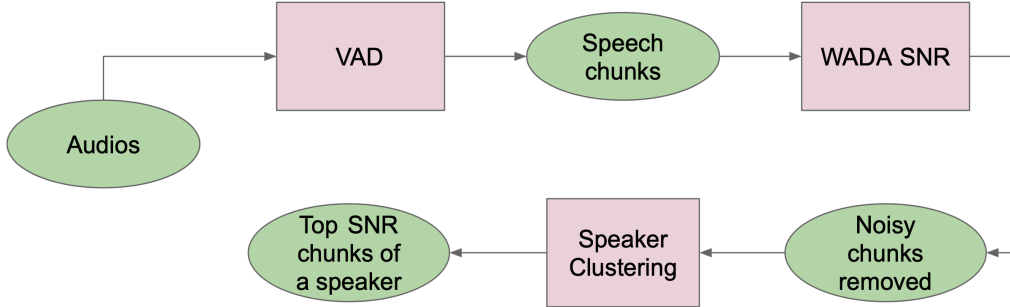 Audios
VAD
Speech
chunks
WADA SNR
Noisy
chunks
removed
Speaker
Clustering
Top SNR
chunks of
a speaker